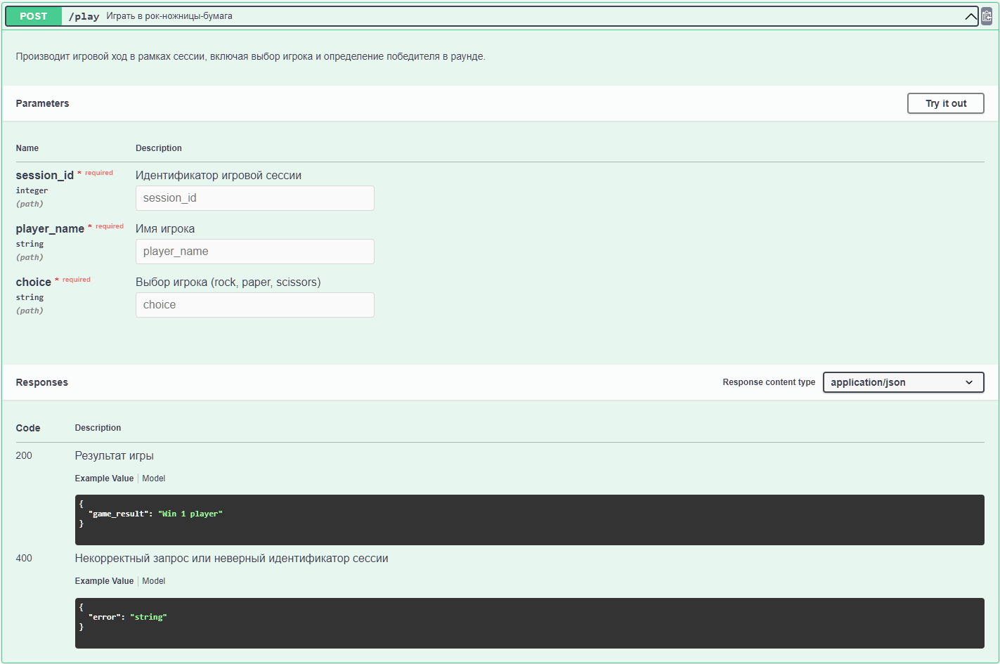 POST /play Играть в рок-ножницы-бумага
Производит игровой ход в рамках сессии, включая выбор игрока и определение победителя в раунде.
Parameters Try it out
Name Description
session_id * required Идентификатор игровой сессии
integer session_id
(path)
player_name * required Имя игрока
string player_name
(path)
choice * required Выбор игрока (rock, paper, scissors)
string choice
(path)
Responses Response content type application/json
Code Description
200 Результат игры
Example Value Model
{
"game_result": "Win 1 player"
}
400 Некорректный запрос или неверный идентификатор сессии
Example Value Model
{
"error": "string"
}